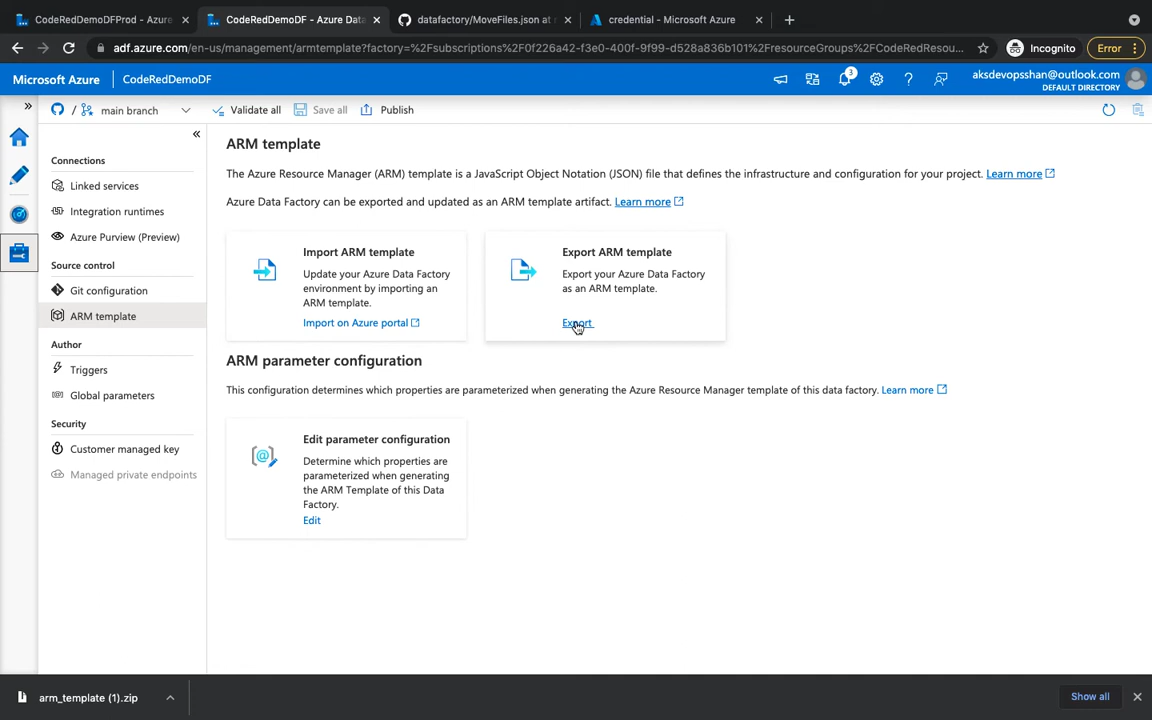 CodeRedDemoDFProd - Azure
CodeRedDemoDF - Azure Data
datafactory/MoveFiles.json at m
credential - Microsoft Azure
adf.azure.com/en-us/management/armtemplate?factory=%2Fsubscriptions%2F0f226a42-f3e0-400f-9f99-d528a836b101%2FresourceGroups%2FCodeRedResou...
Incognito
Error
Microsoft Azure
CodeRedDemoDF
3
?
aksdevopsshan@outlook.com
DEFAULT DIRECTORY
/ main branch
Validate all
Save all
Publish
Connections
Linked services
Integration runtimes
Azure Purview (Preview)
Source control
Git configuration
ARM template
Author
Triggers
Global parameters
Security
Customer managed key
Managed private endpoints
ARM template
The Azure Resource Manager (ARM) template is a JavaScript Object Notation (JSON) file that defines the infrastructure and configuration for your project. Learn more
Azure Data Factory can be exported and updated as an ARM template artifact. Learn more
Import ARM template
Update your Azure Data Factory
environment by importing an
ARM template.
Import on Azure portal
Export ARM template
Export your Azure Data Factory
as an ARM template.
Export
ARM parameter configuration
This configuration determines which properties are parameterized when generating the Azure Resource Manager template of this data factory. Learn more
Edit parameter configuration
Determine which properties are
parameterized when generating
the ARM Template of this Data
Factory.
Edit
arm_template (1).zip
Show all